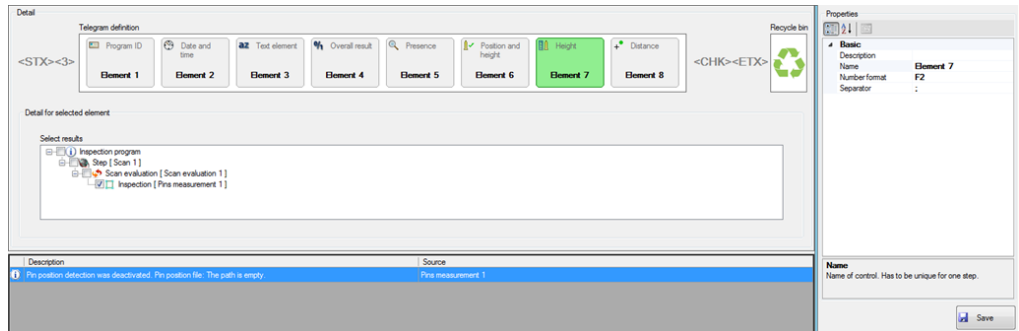 Detail
Telegram definition
Recycle bin
<STX><3>
Program ID
Element 1
Date and
time
Element 2
az Text element
Element 3
Overall result
Element 4
Presence
Element 5
Position and
height
Element 6
Height
Element 7
Distance
Element 8
<CHK><ETX>
Detail for selected element
Select results
Inspection program
Step [ Scan 1 ]
Scan evaluation [ Scan evaluation 1 ]
Inspection [ Pins measurement 1 ]
Description Source
Pin position detection was deactivated. Pin position file: The path is empty. Pins measurement 1
Properties
Basic
Description
Name Element 7
Number format F2
Separator ;
Name
Name of control. Has to be unique for one step.
Save